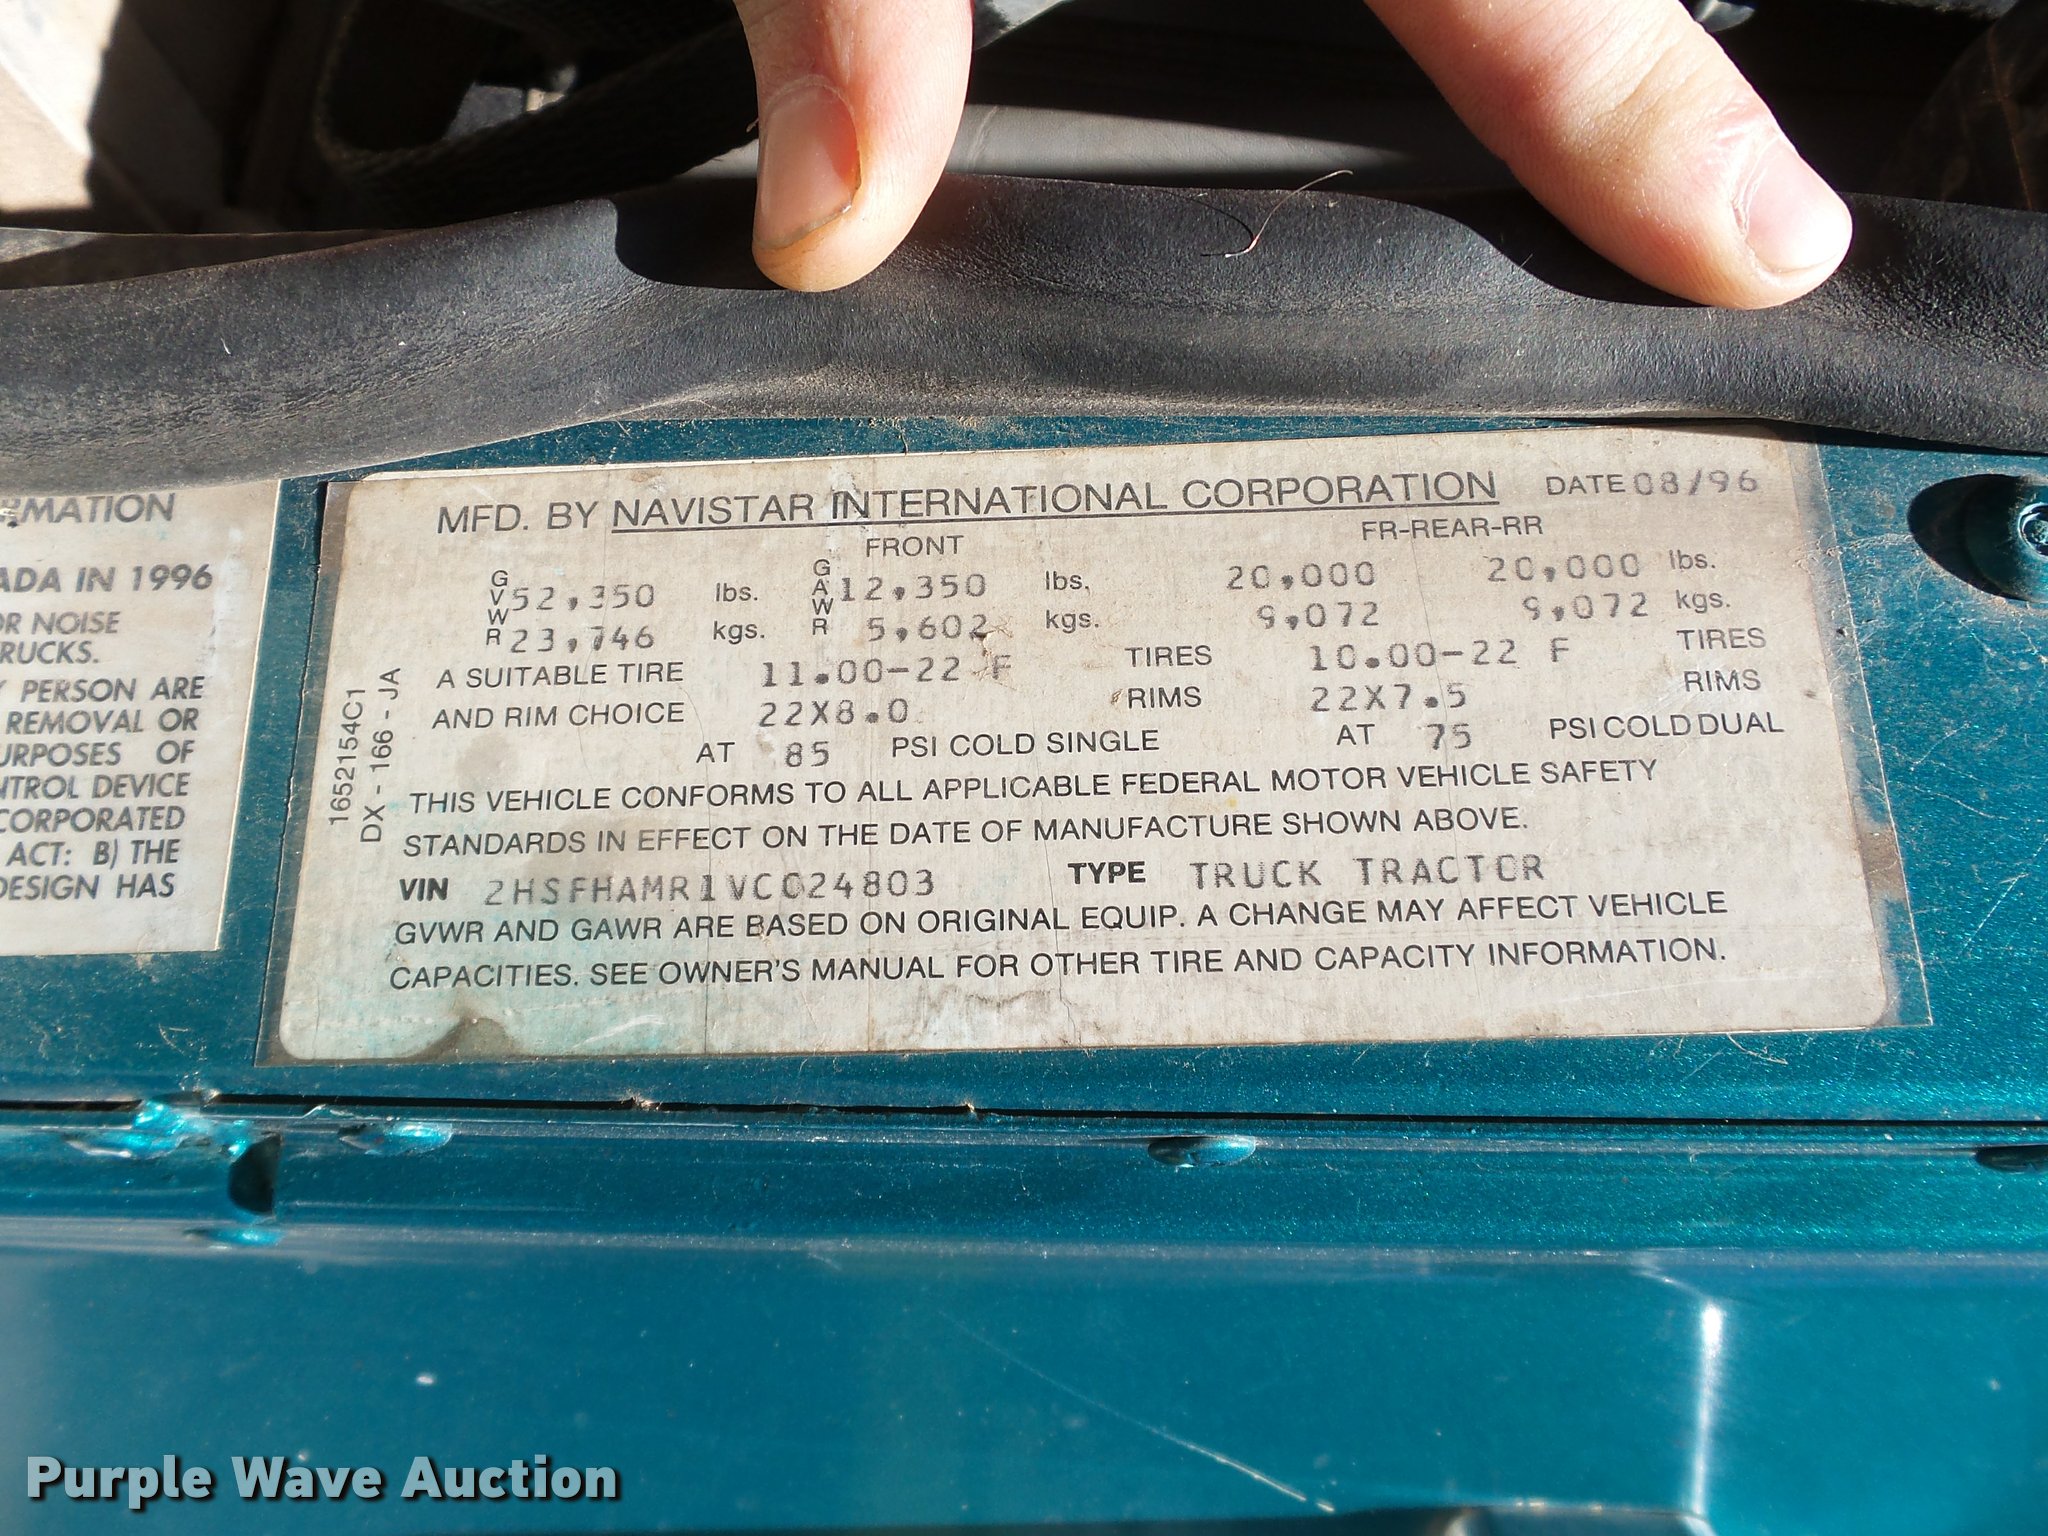 RMATION
ADA IN 1996
OR NOISE
RUCKS.
Y PERSON ARE
REMOVAL OR
URPOSES OF
NTROL DEVICE
CORPORATED
ACT: B) THE
DESIGN HAS
1652154C1
DX - 166 - JA
MFD. BY NAVISTAR INTERNATIONAL CORPORATION DATE 08/96
FRONT FR-REAR-RR
GVWR 52,350 lbs. GAWR 12,350 lbs. 20,000 20,000 lbs.
23,746 kgs. 5,602 kgs. 9,072 9,072 kgs.
A SUITABLE TIRE 11.00-22 F TIRES 10.00-22 F TIRES
AND RIM CHOICE 22X8.0 RIMS 22X7.5 RIMS
AT 85 PSI COLD SINGLE AT 75 PSI COLD DUAL
THIS VEHICLE CONFORMS TO ALL APPLICABLE FEDERAL MOTOR VEHICLE SAFETY
STANDARDS IN EFFECT ON THE DATE OF MANUFACTURE SHOWN ABOVE.
VIN 2HSFHAMR1VC024803 TYPE TRUCK TRACTOR
GVWR AND GAWR ARE BASED ON ORIGINAL EQUIP. A CHANGE MAY AFFECT VEHICLE
CAPACITIES. SEE OWNER'S MANUAL FOR OTHER TIRE AND CAPACITY INFORMATION.
Purple Wave Auction